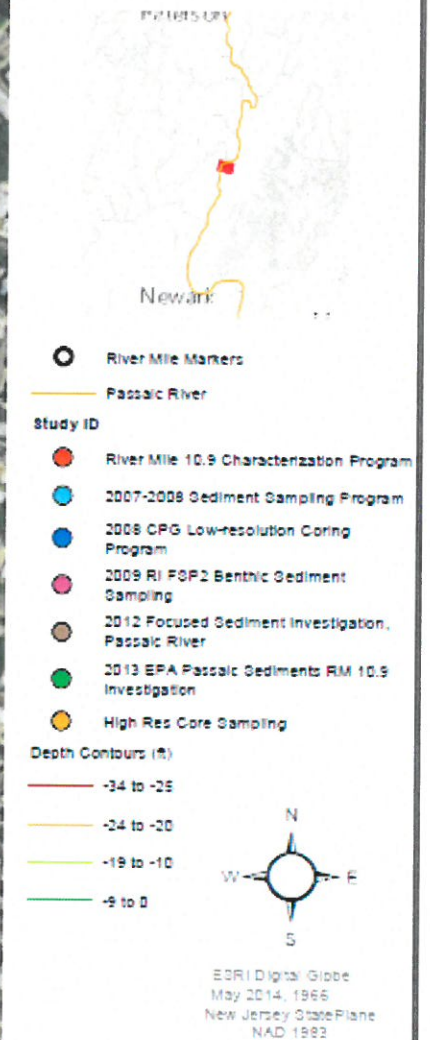 Paterson
Newark
River Mile Markers
Passaic River
Study ID
River Mile 10.9 Characterization Program
2007-2008 Sediment Sampling Program
2008 CPG Low-resolution Coring
Program
2009 RI FSP2 Benthic Sediment
Sampling
2012 Focused Sediment Investigation,
Passaic River
2013 EPA Passaic Sediments RM 10.9
Investigation
High Res Core Sampling
Depth Contours (ft)
-34 to -25
-24 to -20
-19 to -10
-9 to 0
N
W
E
S
ESRI Digital Globe
May 2014, 1966
New Jersey StatePlane
NAD 1983